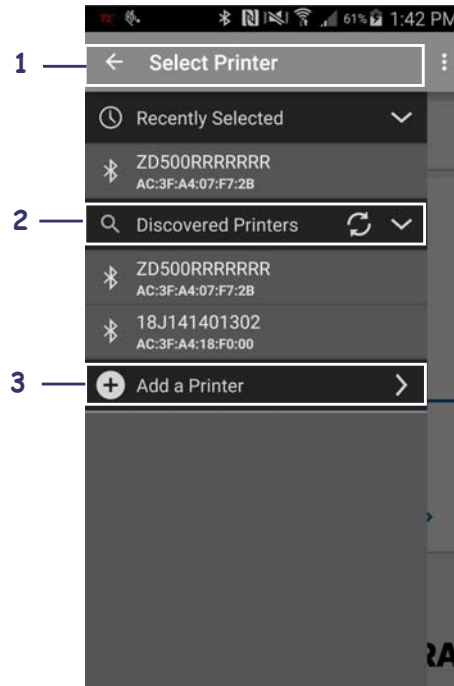 61% 1:42 PM
1 Select Printer
Recently Selected
ZD500RRRRRRR
AC:3F:A4:07:F7:2B
2 Discovered Printers
ZD500RRRRRRR
AC:3F:A4:07:F7:2B
18J141401302
AC:3F:A4:18:F0:00
3 Add a Printer
RA